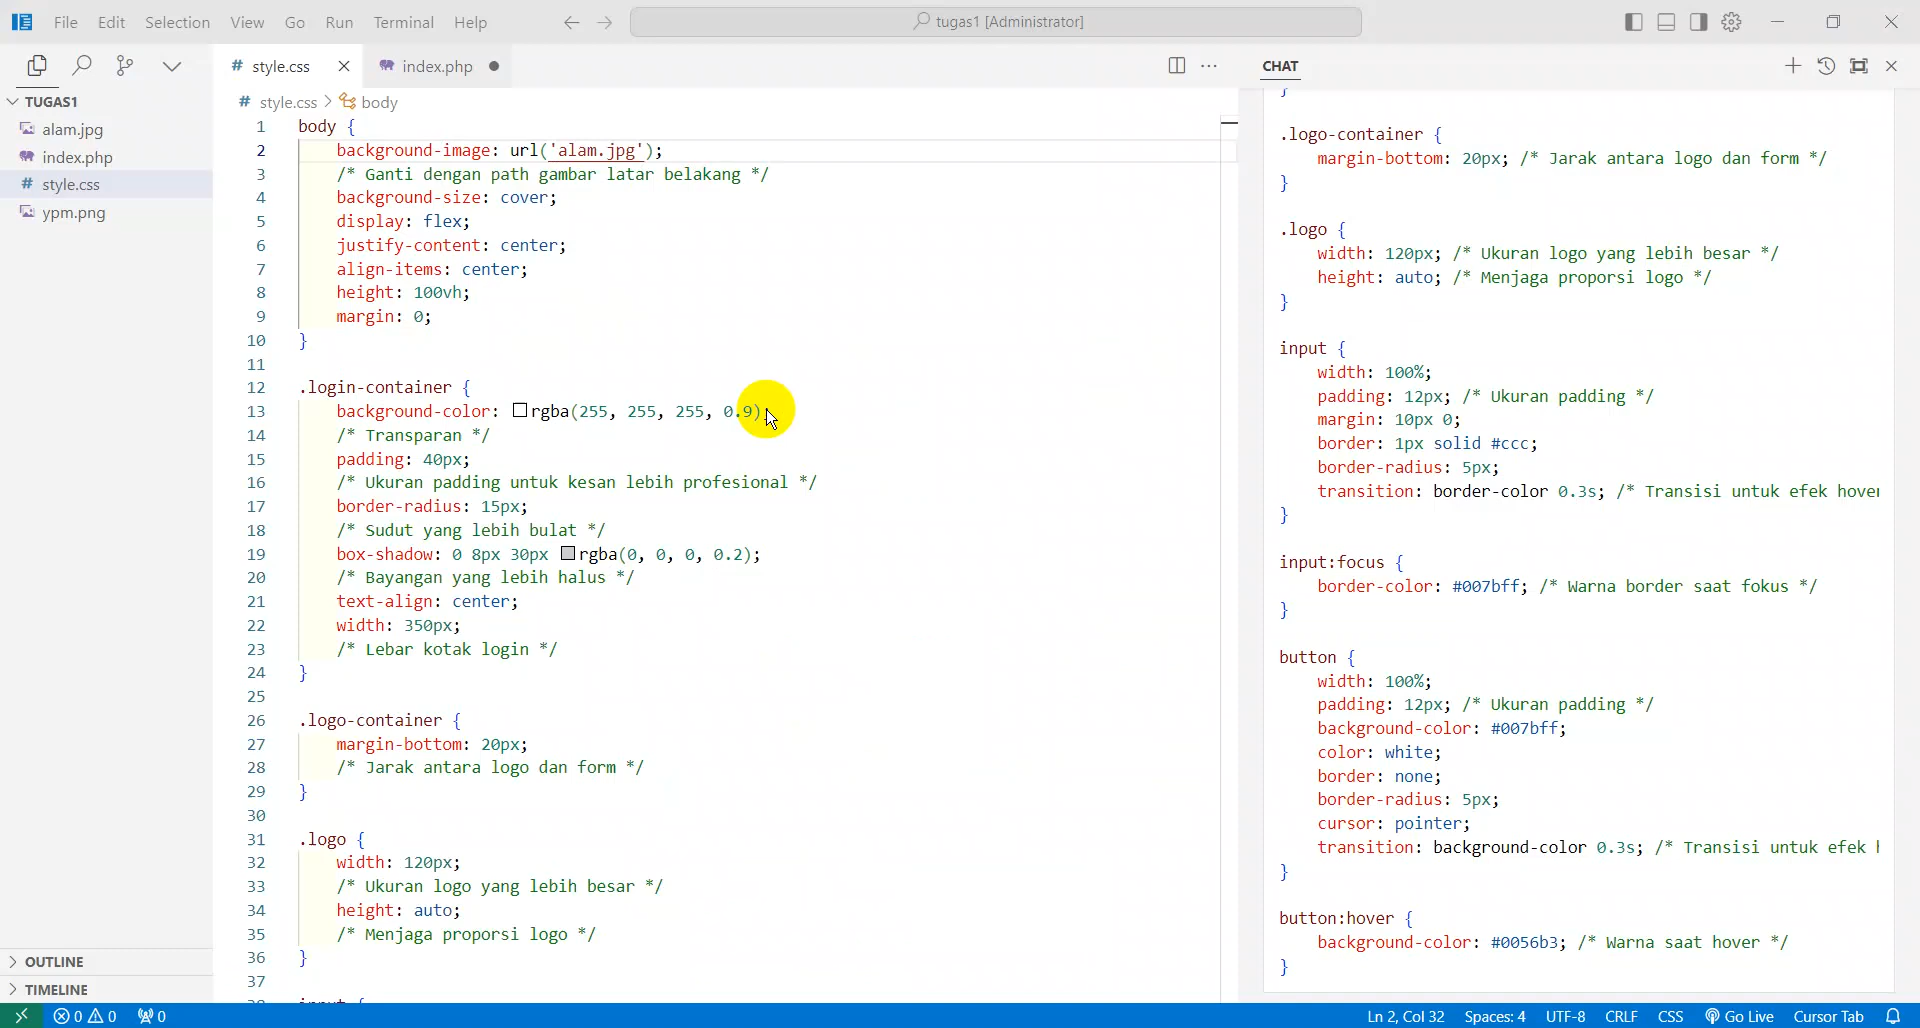 File Edit Selection View Go Run Terminal Help
tugas1 [Administrator]
style.css
index.php
CHAT
TUGAS1
alam.jpg
index.php
style.css
ypm.png
OUTLINE
TIMELINE
# style.css > body
1 body {
2 background-image: url('alam.jpg');
3 /* Ganti dengan path gambar latar belakang */
4 background-size: cover;
5 display: flex;
6 justify-content: center;
7 align-items: center;
8 height: 100vh;
9 margin: 0;
10 }
11
12 .login-container {
13 background-color: rgba(255, 255, 255, 0.9)
14 /* Transparan */
15 padding: 40px;
16 /* Ukuran padding untuk kesan lebih profesional */
17 border-radius: 15px;
18 /* Sudut yang lebih bulat */
19 box-shadow: 0 8px 30px rgba(0, 0, 0, 0.2);
20 /* Bayangan yang lebih halus */
21 text-align: center;
22 width: 350px;
23 /* Lebar kotak login */
24 }
25
26 .logo-container {
27 margin-bottom: 20px;
28 /* Jarak antara logo dan form */
29 }
30
31 .logo {
32 width: 120px;
33 /* Ukuran logo yang lebih besar */
34 height: auto;
35 /* Menjaga proporsi logo */
36 }
37
}
.logo-container {
margin-bottom: 20px; /* Jarak antara logo dan form */
}
.logo {
width: 120px; /* Ukuran logo yang lebih besar */
height: auto; /* Menjaga proporsi logo */
}
input {
width: 100%;
padding: 12px; /* Ukuran padding */
margin: 10px 0;
border: 1px solid #ccc;
border-radius: 5px;
transition: border-color 0.3s; /* Transisi untuk efek hover
}
input:focus {
border-color: #007bff; /* Warna border saat fokus */
}
button {
width: 100%;
padding: 12px; /* Ukuran padding */
background-color: #007bff;
color: white;
border: none;
border-radius: 5px;
cursor: pointer;
transition: background-color 0.3s; /* Transisi untuk efek
}
button:hover {
background-color: #0056b3; /* Warna saat hover */
}
0 0 0
Ln 2, Col 32 Spaces: 4 UTF-8 CRLF CSS Go Live Cursor Tab